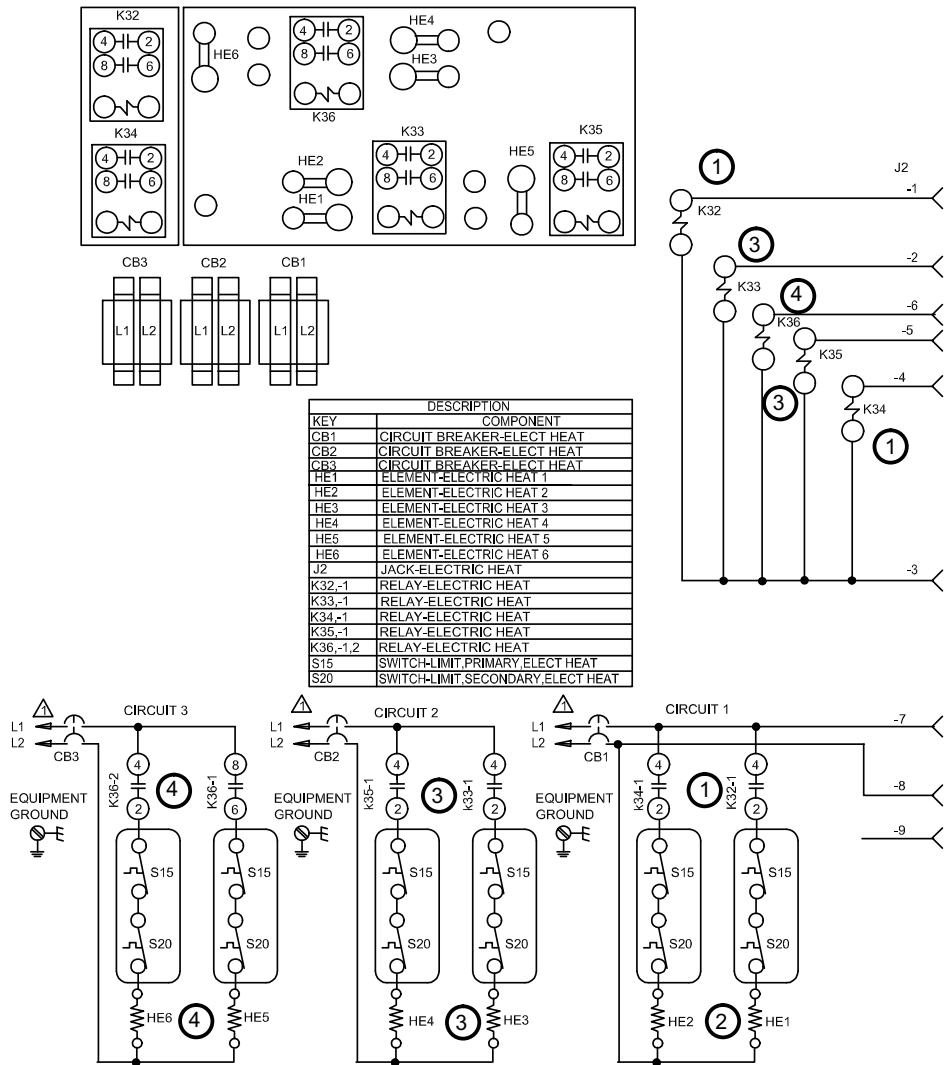 K32
4 2
8 6
K34
4 2
8 6
HE6
4 2
8 6
K36
HE4
HE3
K33
4 2
8 6
HE2
HE1
HE5
K35
4 2
8 6
CB3 CB2 CB1
L1 L2 L1 L2 L1 L2
J2
1
K32 -1
3
K33 -2
4
K36 -6
K35 -5
3
K34 -4
1
-3
DESCRIPTION
KEY COMPONENT
CB1 CIRCUIT BREAKER-ELECT HEAT
CB2 CIRCUIT BREAKER-ELECT HEAT
CB3 CIRCUIT BREAKER-ELECT HEAT
HE1 ELEMENT-ELECTRIC HEAT 1
HE2 ELEMENT-ELECTRIC HEAT 2
HE3 ELEMENT-ELECTRIC HEAT 3
HE4 ELEMENT-ELECTRIC HEAT 4
HE5 ELEMENT-ELECTRIC HEAT 5
HE6 ELEMENT-ELECTRIC HEAT 6
J2 JACK-ELECTRIC HEAT
K32,-1 RELAY-ELECTRIC HEAT
K33,-1 RELAY-ELECTRIC HEAT
K34,-1 RELAY-ELECTRIC HEAT
K35,-1 RELAY-ELECTRIC HEAT
K36,-1,2 RELAY-ELECTRIC HEAT
S15 SWITCH-LIMIT,PRIMARY,ELECT HEAT
S20 SWITCH-LIMIT,SECONDARY,ELECT HEAT
1
CIRCUIT 3
L1
L2
CB3
4 8
K36-2 4 K36-1
2 6
EQUIPMENT
GROUND
S15 S15
S20 S20
HE6 4 HE5
1
CIRCUIT 2
L1
L2
CB2
4 4
k35-1 3 k33-1
2 2
EQUIPMENT
GROUND
S15 S15
S20 S20
HE4 3 HE3
1
CIRCUIT 1
L1
L2
CB1
4 4
k34-1 1 K32-1
2 2
EQUIPMENT
GROUND
S15 S15
S20 S20
HE2 2 HE1
-7
-8
-9